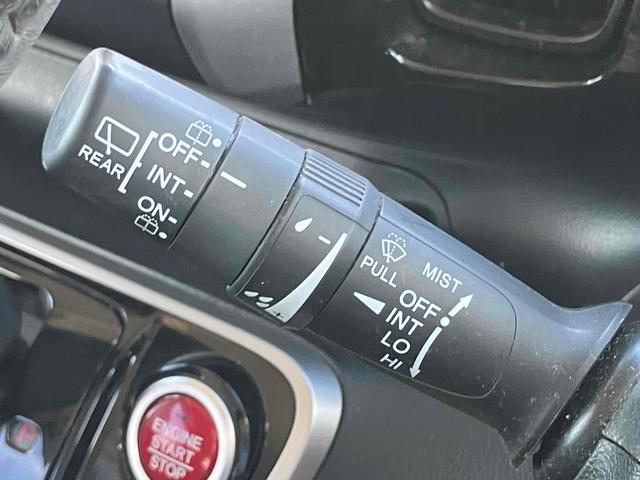 REAR
OFF
INT
ON
PULL
MIST
OFF
INT
LO
HI
ENGINE
START
STOP